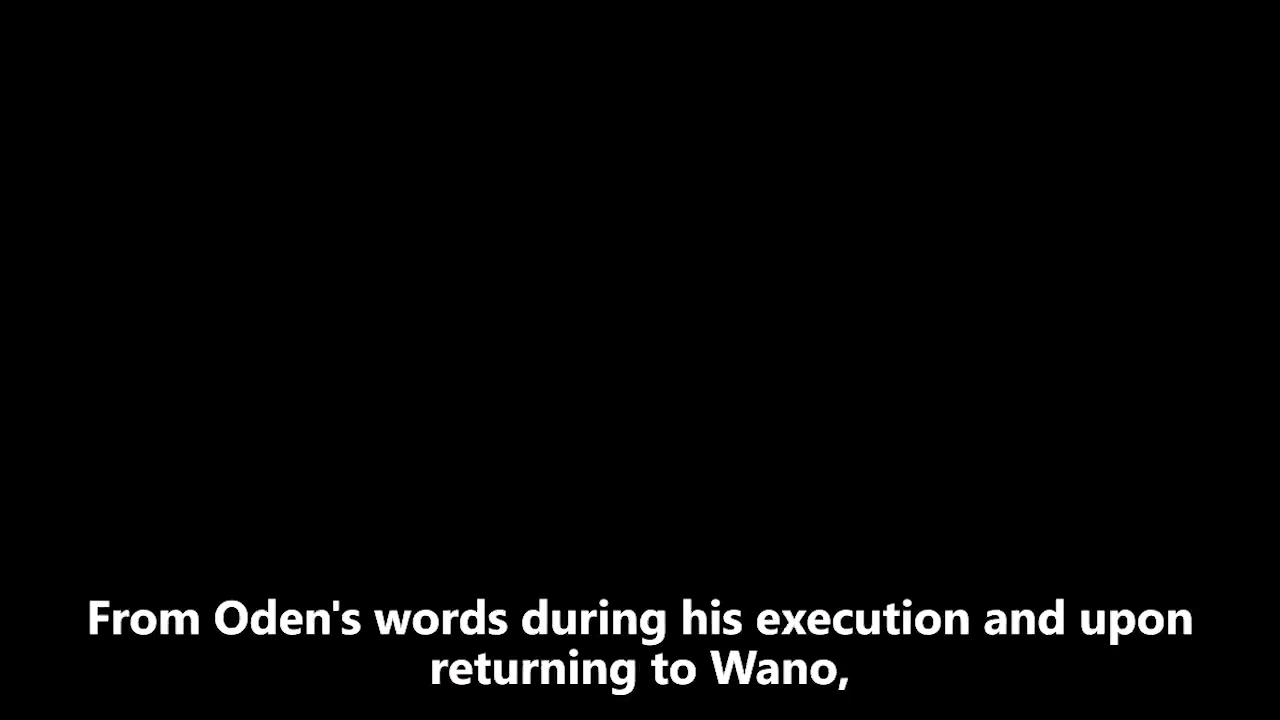 From Oden's words during his execution and upon
returning to Wano,